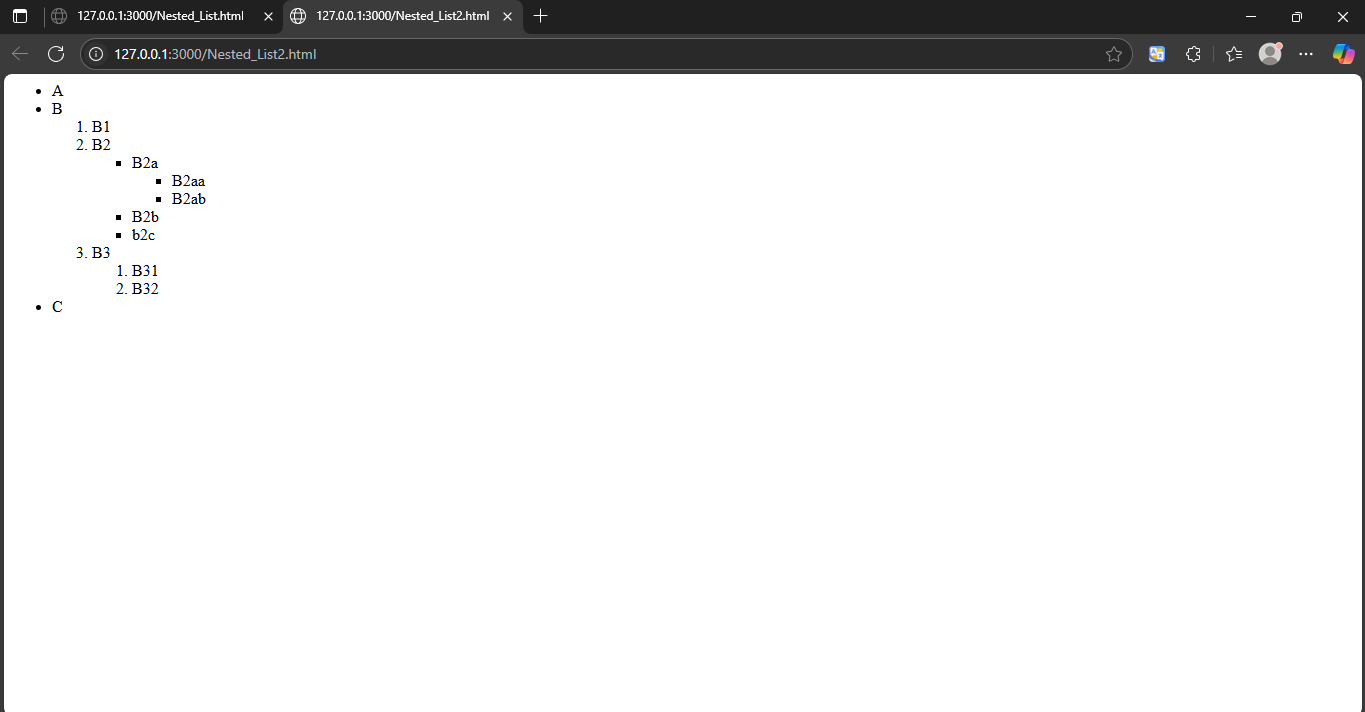 127.0.0.1:3000/Nested_List.html
127.0.0.1:3000/Nested_List2.html
127.0.0.1:3000/Nested_List2.html
A
B
1. B1
2. B2
B2a
B2aa
B2ab
B2b
b2c
3. B3
1. B31
2. B32
C